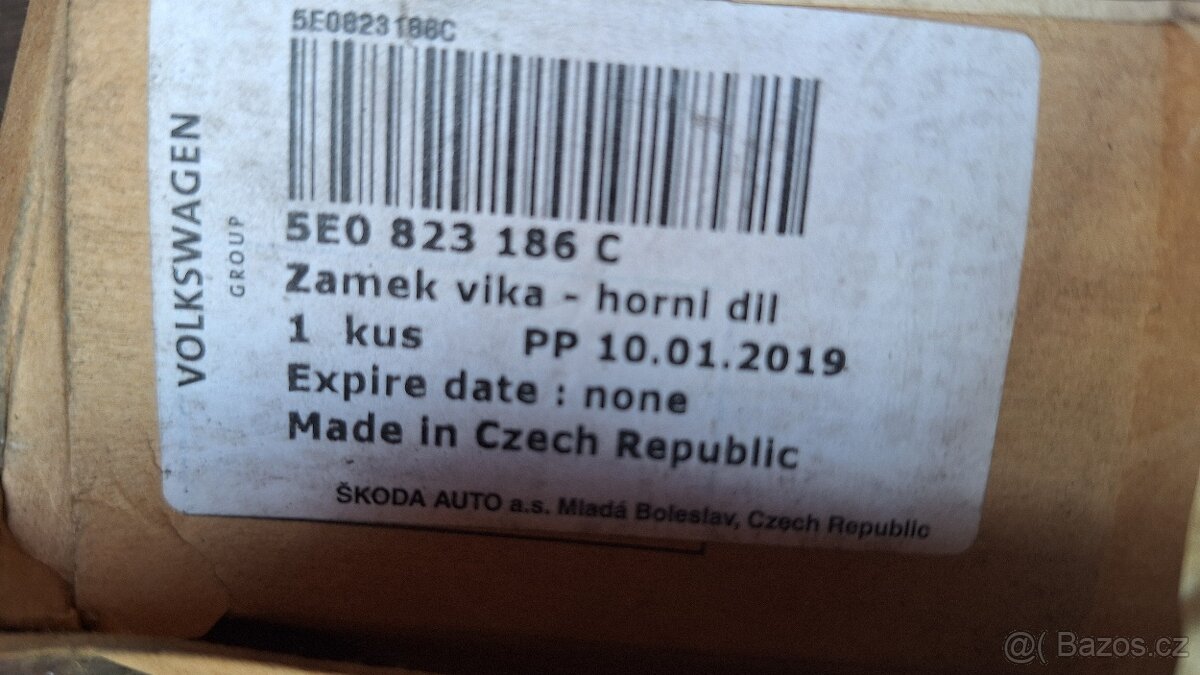 5E0823186C
VOLKSWAGEN
GROUP
5E0 823 186 C
Zamek vika - horni dil
1 kus PP 10.01.2019
Expire date : none
Made in Czech Republic
ŠKODA AUTO a.s. Mladá Boleslav, Czech Republic
@( Bazos.cz